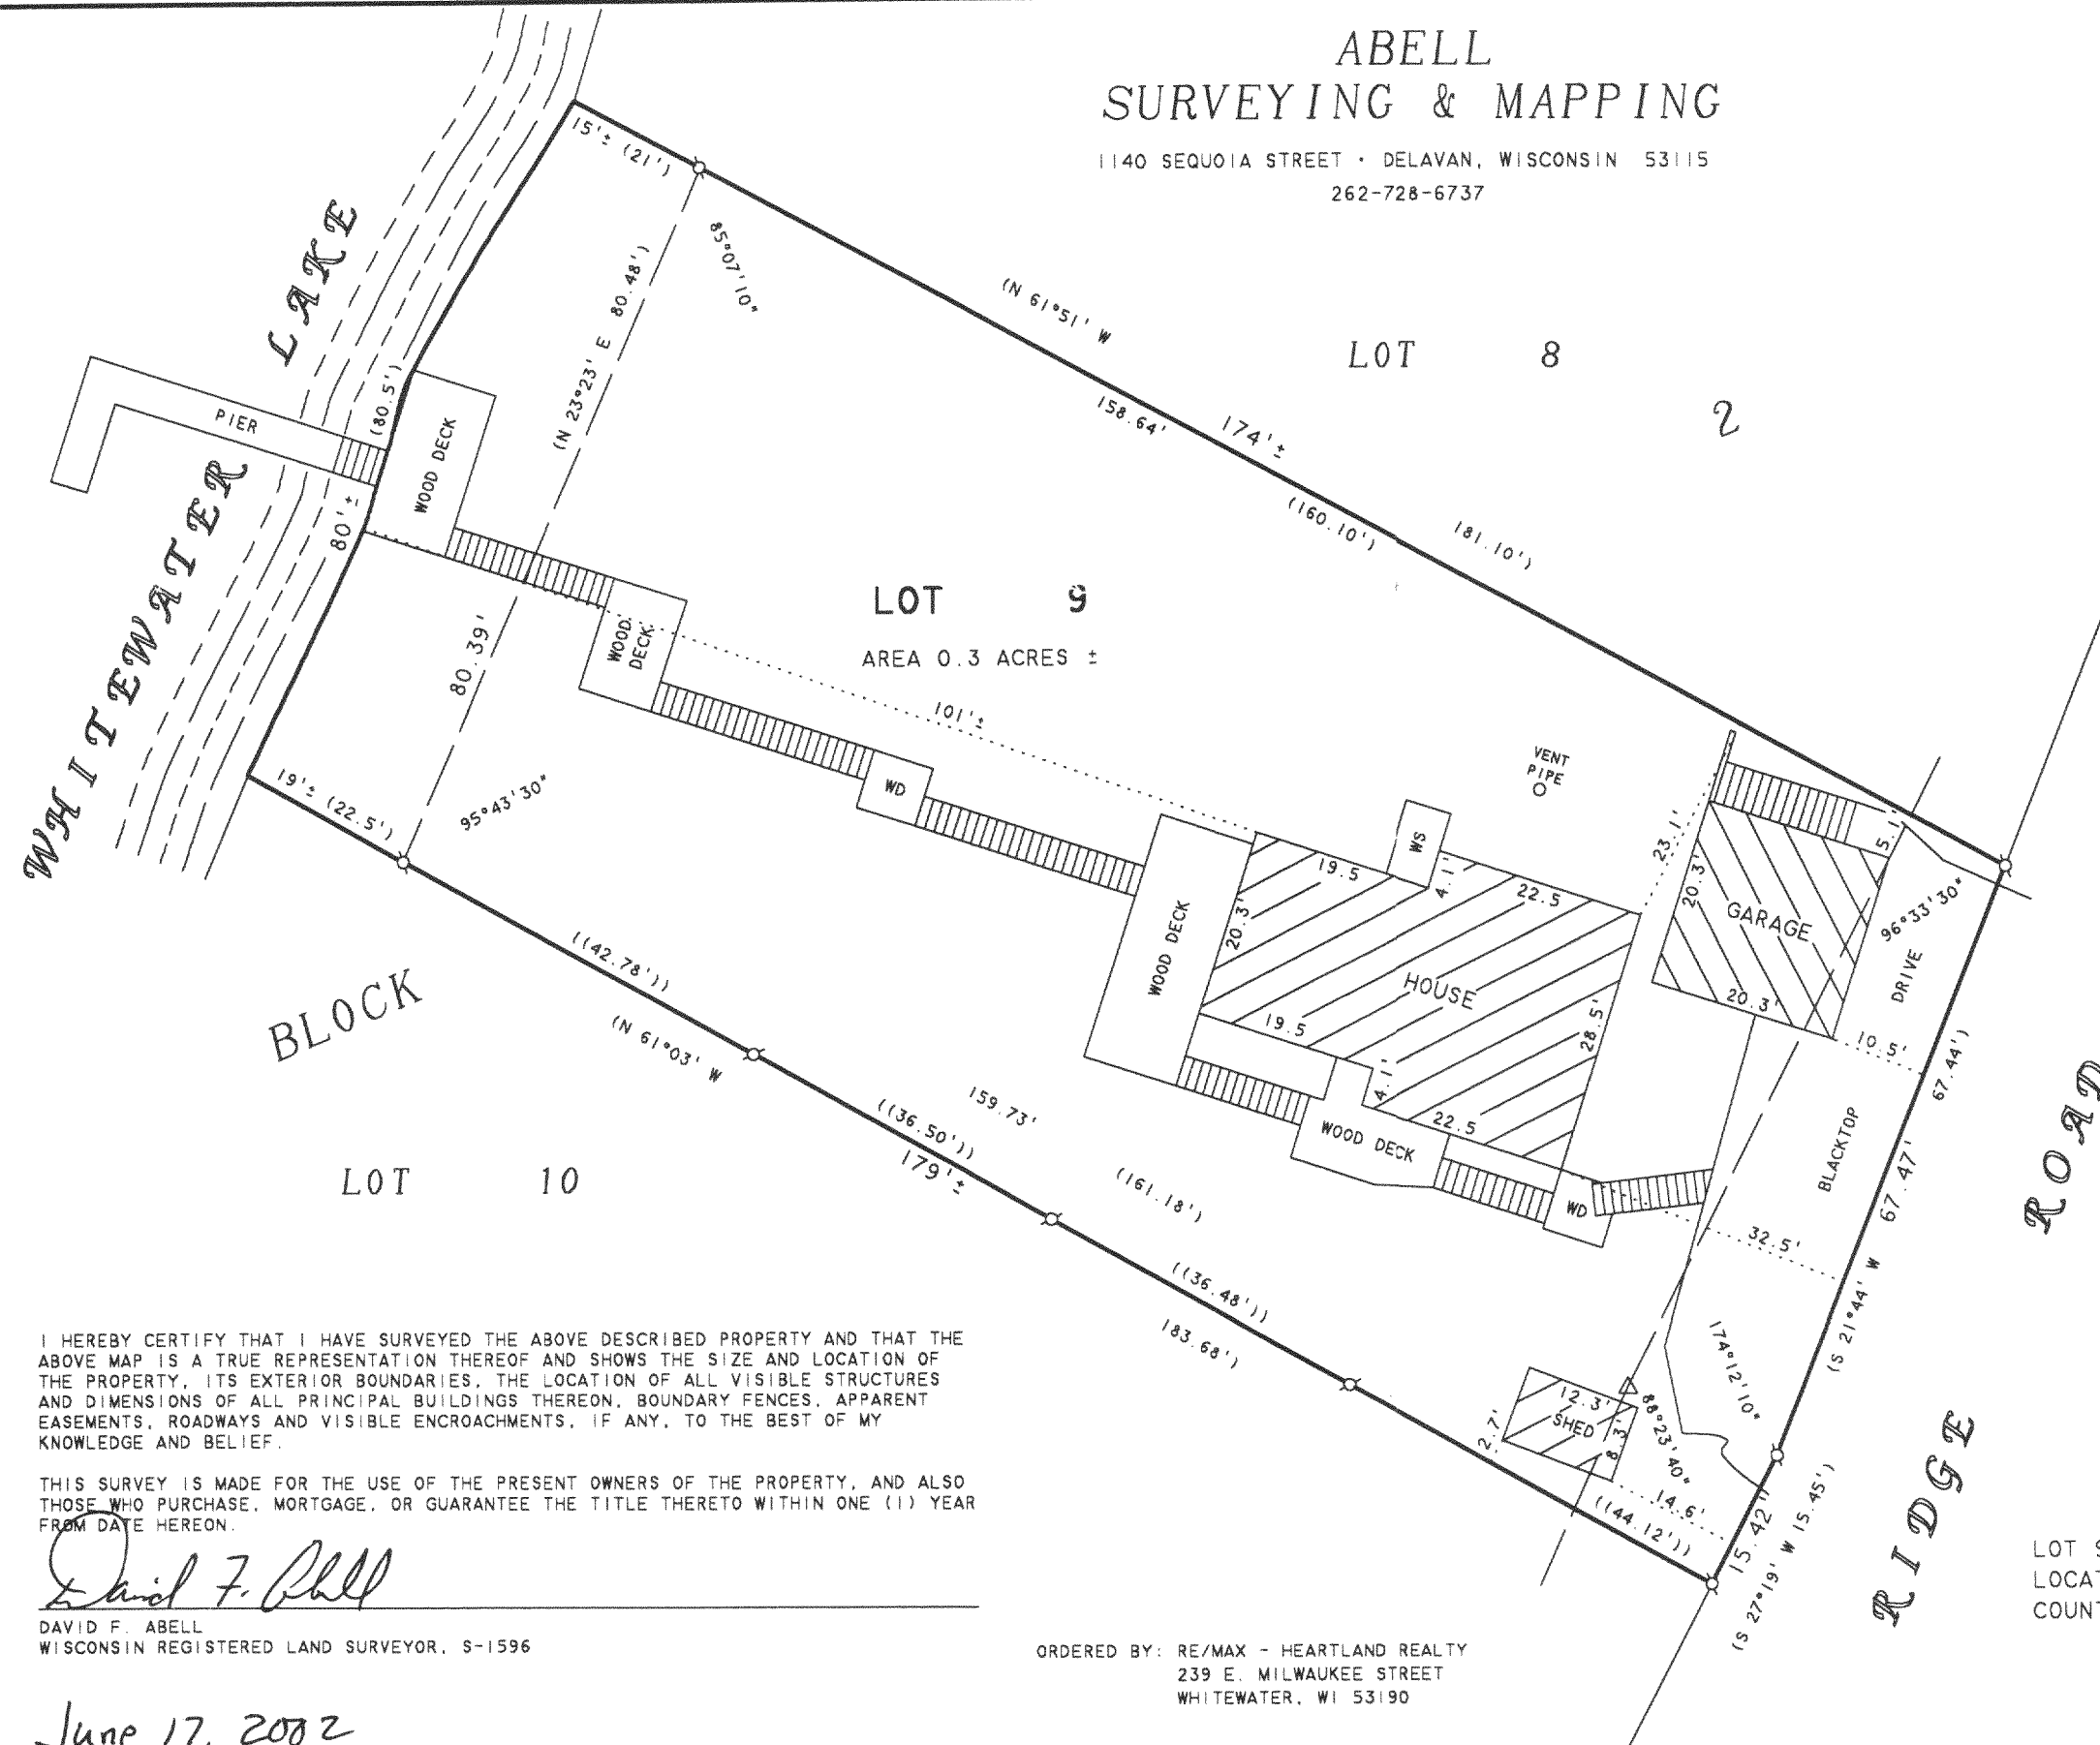 ABELL
SURVEYING & MAPPING
1140 SEQUOIA STREET • DELAVAN, WISCONSIN 53115
262-728-6737
WHITEWATER LAKE
PIER
15'± (21')
85°07'10"
(N 23°23' E 80.48')
80.39'
(80.5')
80'±
WOOD DECK
19'± (22.5')
95°43'30"
(N 61°51' W
158.64'
174'±
(160.10')
181.10')
LOT 8
2
LOT 9
AREA 0.3 ACRES ±
WOOD DECK
101'±
WD
VENT
PIPE
WS
23.1'
5.1'
20.3'
GARAGE
20.3'
96°33'30"
DRIVE
10.5'
67.44')
19.5
4.1'
22.5
20.3'
WOOD DECK
HOUSE
28.5'
19.5
4.1'
22.5
WOOD DECK
WD
BLACKTOP
67.47'
32.5'
(S 21°44' W
174°12'10"
ROAD
RIDGE
BLOCK
((42.78'))
(N 61°03' W
((36.50'))
179'±
159.73'
(161.18')
((36.48'))
183.68')
LOT 10
12.3'
SHED
8.3'
2.7'
88°23'40"
14.6'
((44.12'))
15.42'
(S 27°19' W 15.45')
I HEREBY CERTIFY THAT I HAVE SURVEYED THE ABOVE DESCRIBED PROPERTY AND THAT THE
ABOVE MAP IS A TRUE REPRESENTATION THEREOF AND SHOWS THE SIZE AND LOCATION OF
THE PROPERTY, ITS EXTERIOR BOUNDARIES, THE LOCATION OF ALL VISIBLE STRUCTURES
AND DIMENSIONS OF ALL PRINCIPAL BUILDINGS THEREON, BOUNDARY FENCES, APPARENT
EASEMENTS, ROADWAYS AND VISIBLE ENCROACHMENTS, IF ANY, TO THE BEST OF MY
KNOWLEDGE AND BELIEF.
THIS SURVEY IS MADE FOR THE USE OF THE PRESENT OWNERS OF THE PROPERTY, AND ALSO
THOSE WHO PURCHASE, MORTGAGE, OR GUARANTEE THE TITLE THERETO WITHIN ONE (1) YEAR
FROM DATE HEREON.
David F. Abell
DAVID F. ABELL
WISCONSIN REGISTERED LAND SURVEYOR, S-1596
June 17, 2002
ORDERED BY: RE/MAX - HEARTLAND REALTY
239 E. MILWAUKEE STREET
WHITEWATER, WI 53190
LOT